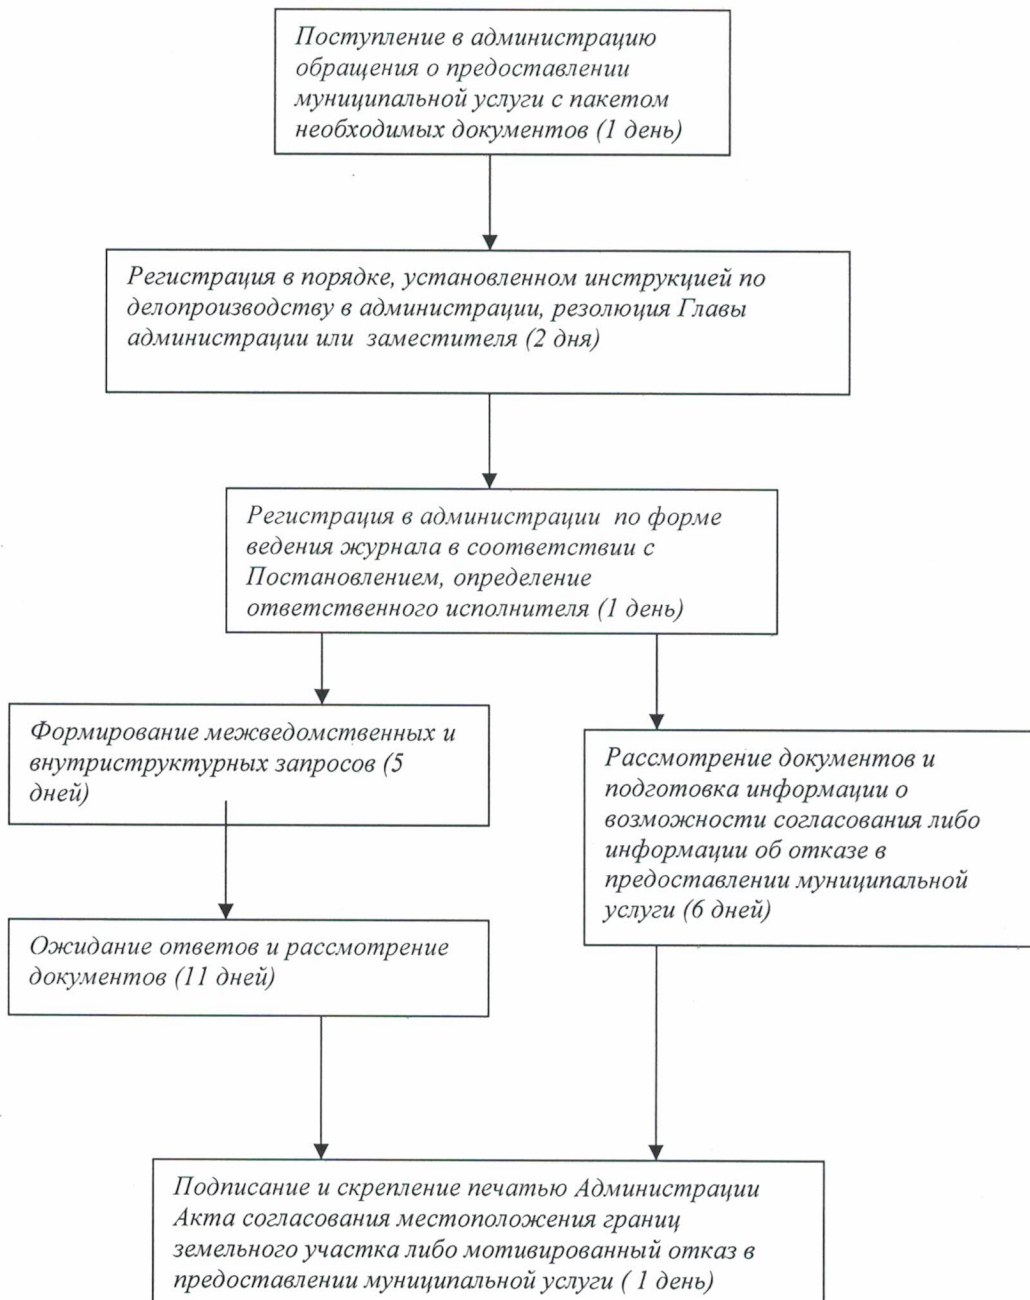 Поступление в администрацию
обращения о предоставлении
муниципальной услуги с пакетом
необходимых документов (1 день)
Регистрация в порядке, установленном инструкцией по
делопроизводству в администрации, резолюция Главы
администрации или заместителя (2 дня)
Регистрация в администрации по форме
ведения журнала в соответствии с
Постановлением, определение
ответственного исполнителя (1 день)
Формирование межведомственных и
внутриструктурных запросов (5
дней)
Рассмотрение документов и
подготовка информации о
возможности согласования либо
информации об отказе в
предоставлении муниципальной
услуги (6 дней)
Ожидание ответов и рассмотрение
документов (11 дней)
Подписание и скрепление печатью Администрации
Акта согласования местоположения границ
земельного участка либо мотивированный отказ в
предоставлении муниципальной услуги ( 1 день)